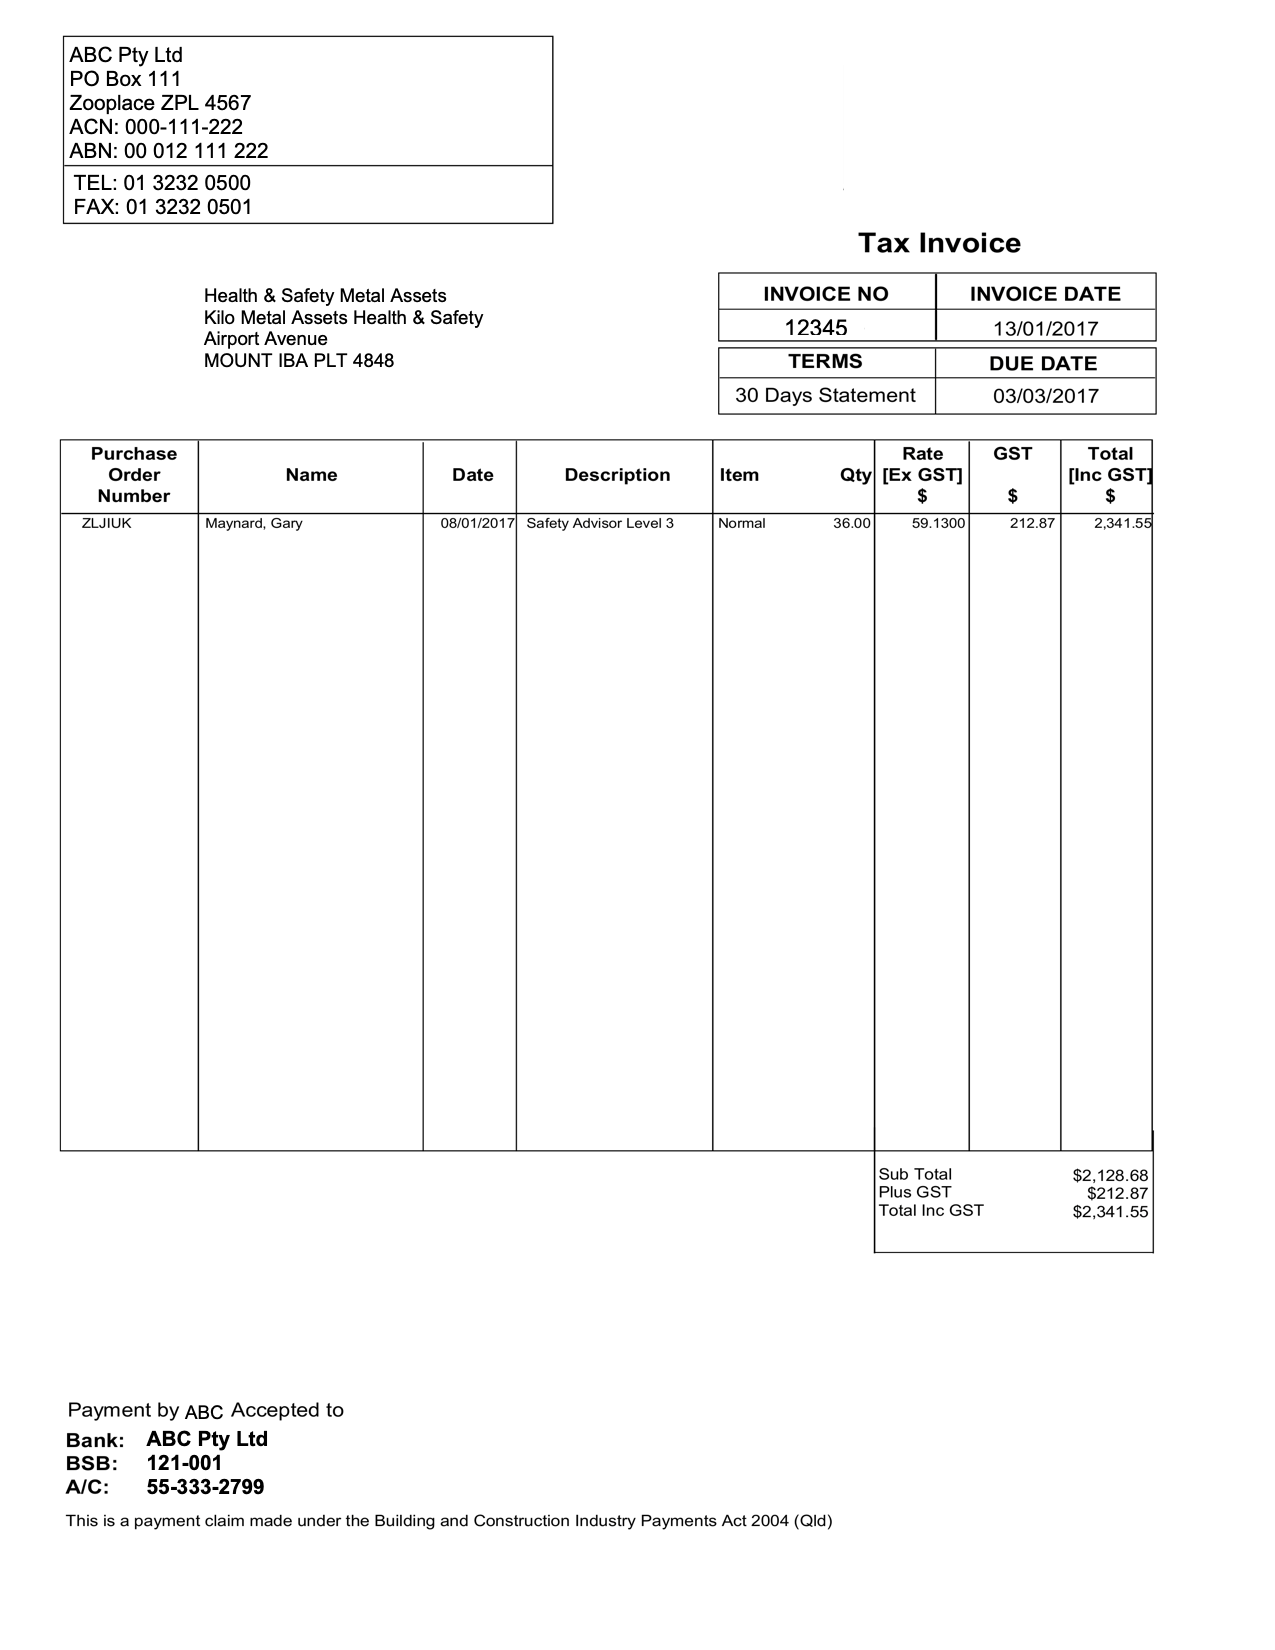 ABC Pty Ltd
PO Box 111
Zooplace ZPL 4567
ACN: 000-111-222
ABN: 00 012 111 222
TEL: 01 3232 0500
FAX: 01 3232 0501
Tax Invoice
Health & Safety Metal Assets
Kilo Metal Assets Health & Safety
Airport Avenue
MOUNT IBA PLT 4848
INVOICE NO INVOICE DATE
12345 13/01/2017
TERMS DUE DATE
30 Days Statement 03/03/2017
Purchase Order Number Name Date Description Item Qty Rate [Ex GST] $ GST $ Total [Inc GST] $
ZLJIUK Maynard, Gary 08/01/2017 Safety Advisor Level 3 Normal 36.00 59.1300 212.87 2,341.55
Sub Total $2,128.68
Plus GST $212.87
Total Inc GST $2,341.55
Payment by ABC Accepted to
Bank: ABC Pty Ltd
BSB: 121-001
A/C: 55-333-2799
This is a payment claim made under the Building and Construction Industry Payments Act 2004 (Qld)